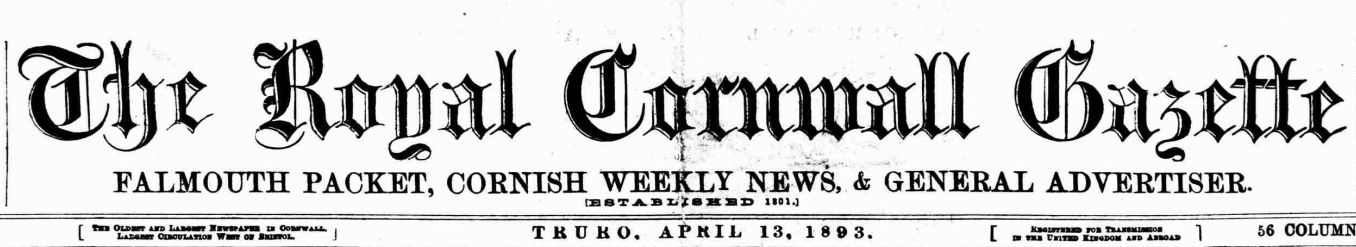 The Royal Cornwall Gazette
FALMOUTH PACKET, CORNISH WEEKLY NEWS, & GENERAL ADVERTISER.
[ESTABLISHED 1801.]
[ THE OLDEST AND LARGEST NEWSPAPER IN CORNWALL.
LARGEST CIRCULATION WEST OF BRISTOL. ]
TRURO, APRIL 13, 1893.
[ REGISTERED FOR TRANSMISSION
IN THE UNITED KINGDOM AND ABROAD ]
56 COLUMN